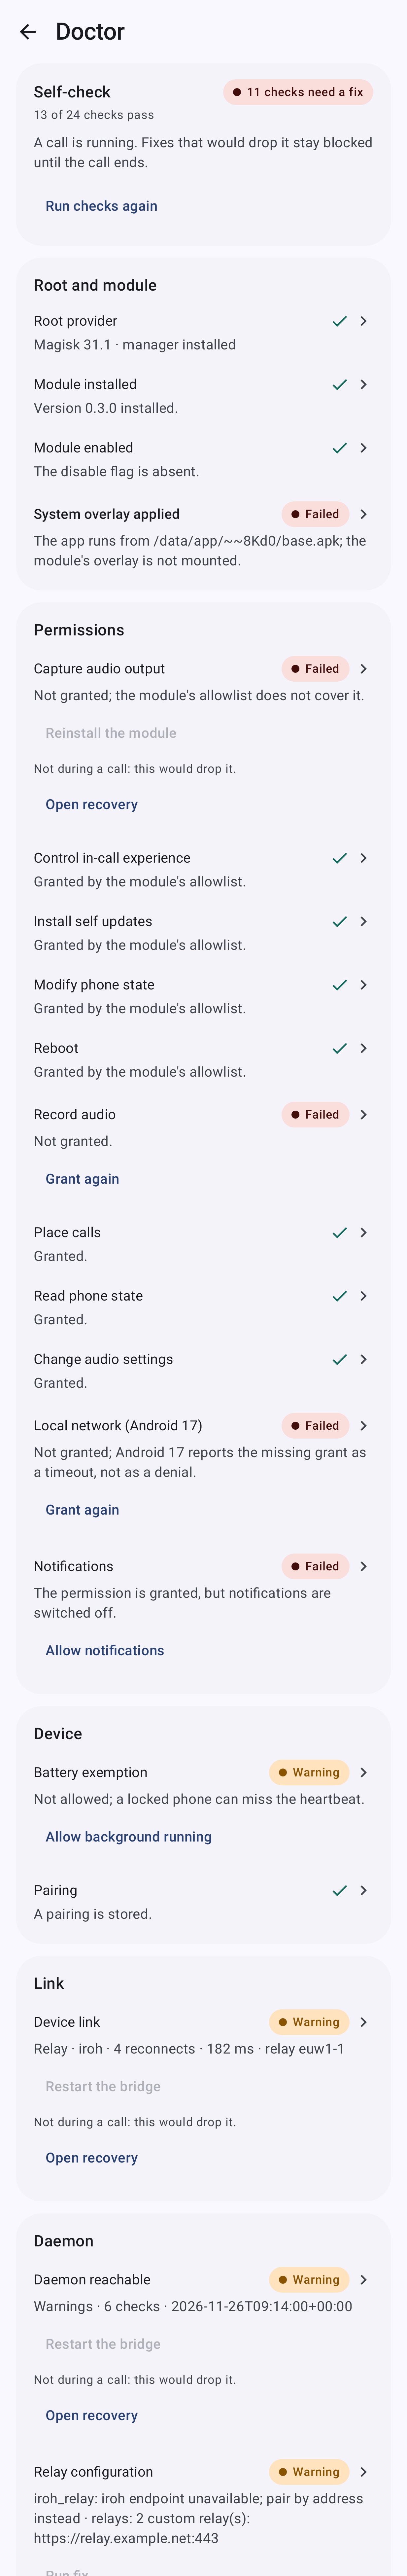 Doctor
Self-check
11 checks need a fix
13 of 24 checks pass
A call is running. Fixes that would drop it stay blocked
until the call ends.
Run checks again
Root and module
Root provider
Magisk 31.1 · manager installed
Module installed
Version 0.3.0 installed.
Module enabled
The disable flag is absent.
System overlay applied
Failed
The app runs from /data/app/~~8Kd0/base.apk; the
module's overlay is not mounted.
Permissions
Capture audio output
Failed
Not granted; the module's allowlist does not cover it.
Reinstall the module
Not during a call: this would drop it.
Open recovery
Control in-call experience
Granted by the module's allowlist.
Install self updates
Granted by the module's allowlist.
Modify phone state
Granted by the module's allowlist.
Reboot
Granted by the module's allowlist.
Record audio
Failed
Not granted.
Grant again
Place calls
Granted.
Read phone state
Granted.
Change audio settings
Granted.
Local network (Android 17)
Failed
Not granted; Android 17 reports the missing grant as
a timeout, not as a denial.
Grant again
Notifications
Failed
The permission is granted, but notifications are
switched off.
Allow notifications
Device
Battery exemption
Warning
Not allowed; a locked phone can miss the heartbeat.
Allow background running
Pairing
A pairing is stored.
Link
Device link
Warning
Relay · iroh · 4 reconnects · 182 ms · relay euw1-1
Restart the bridge
Not during a call: this would drop it.
Open recovery
Daemon
Daemon reachable
Warning
Warnings · 6 checks · 2026-11-26T09:14:00+00:00
Restart the bridge
Not during a call: this would drop it.
Open recovery
Relay configuration
Warning
iroh_relay: iroh endpoint unavailable; pair by address
instead · relays: 2 custom relay(s):
https://relay.example.net:443
Run fix